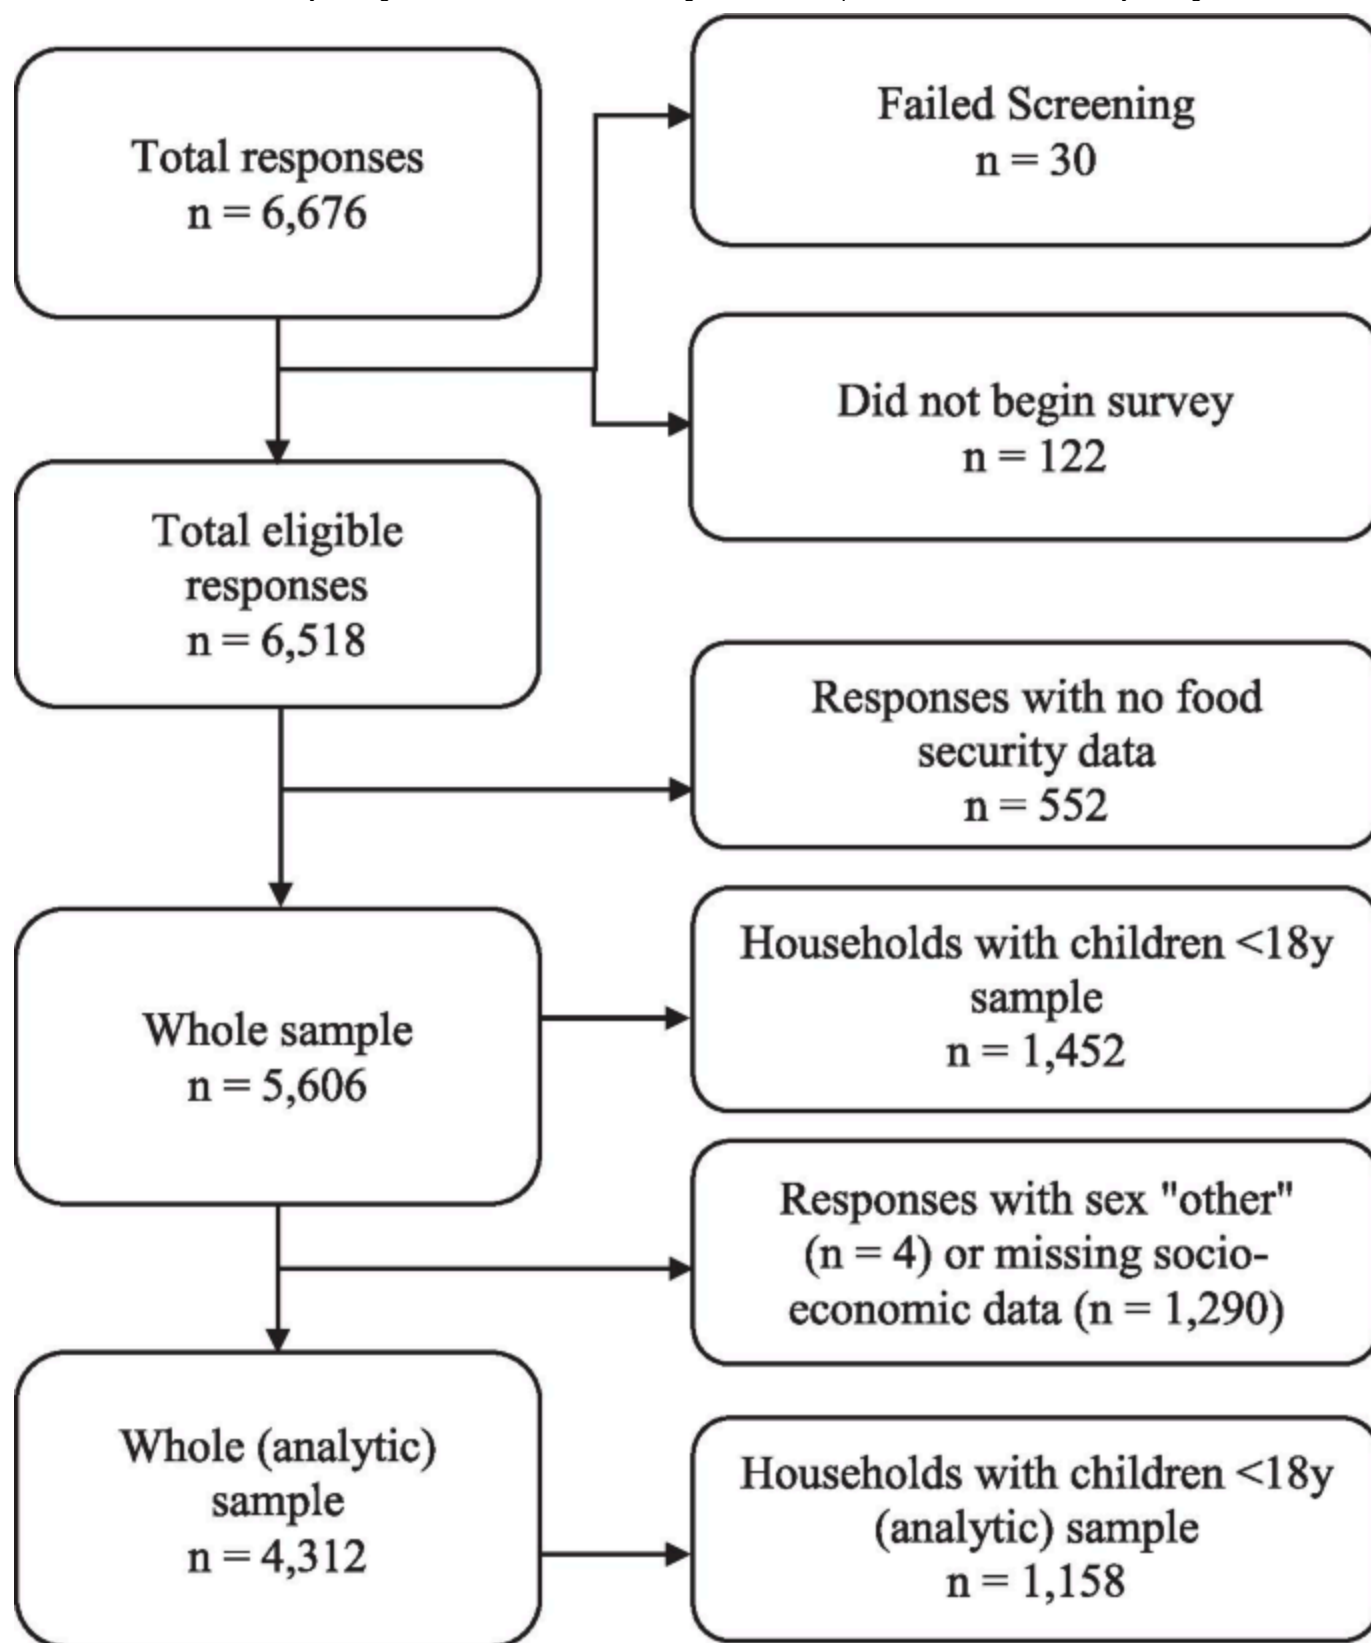 Total responses
n = 6,676
Failed Screening
n = 30
Did not begin survey
n = 122
Total eligible
responses
n = 6,518
Responses with no food
security data
n = 552
Whole sample
n = 5,606
Households with children <18y
sample
n = 1,452
Responses with sex "other"
(n = 4) or missing socio-
economic data (n = 1,290)
Whole (analytic)
sample
n = 4,312
Households with children <18y
(analytic) sample
n = 1,158